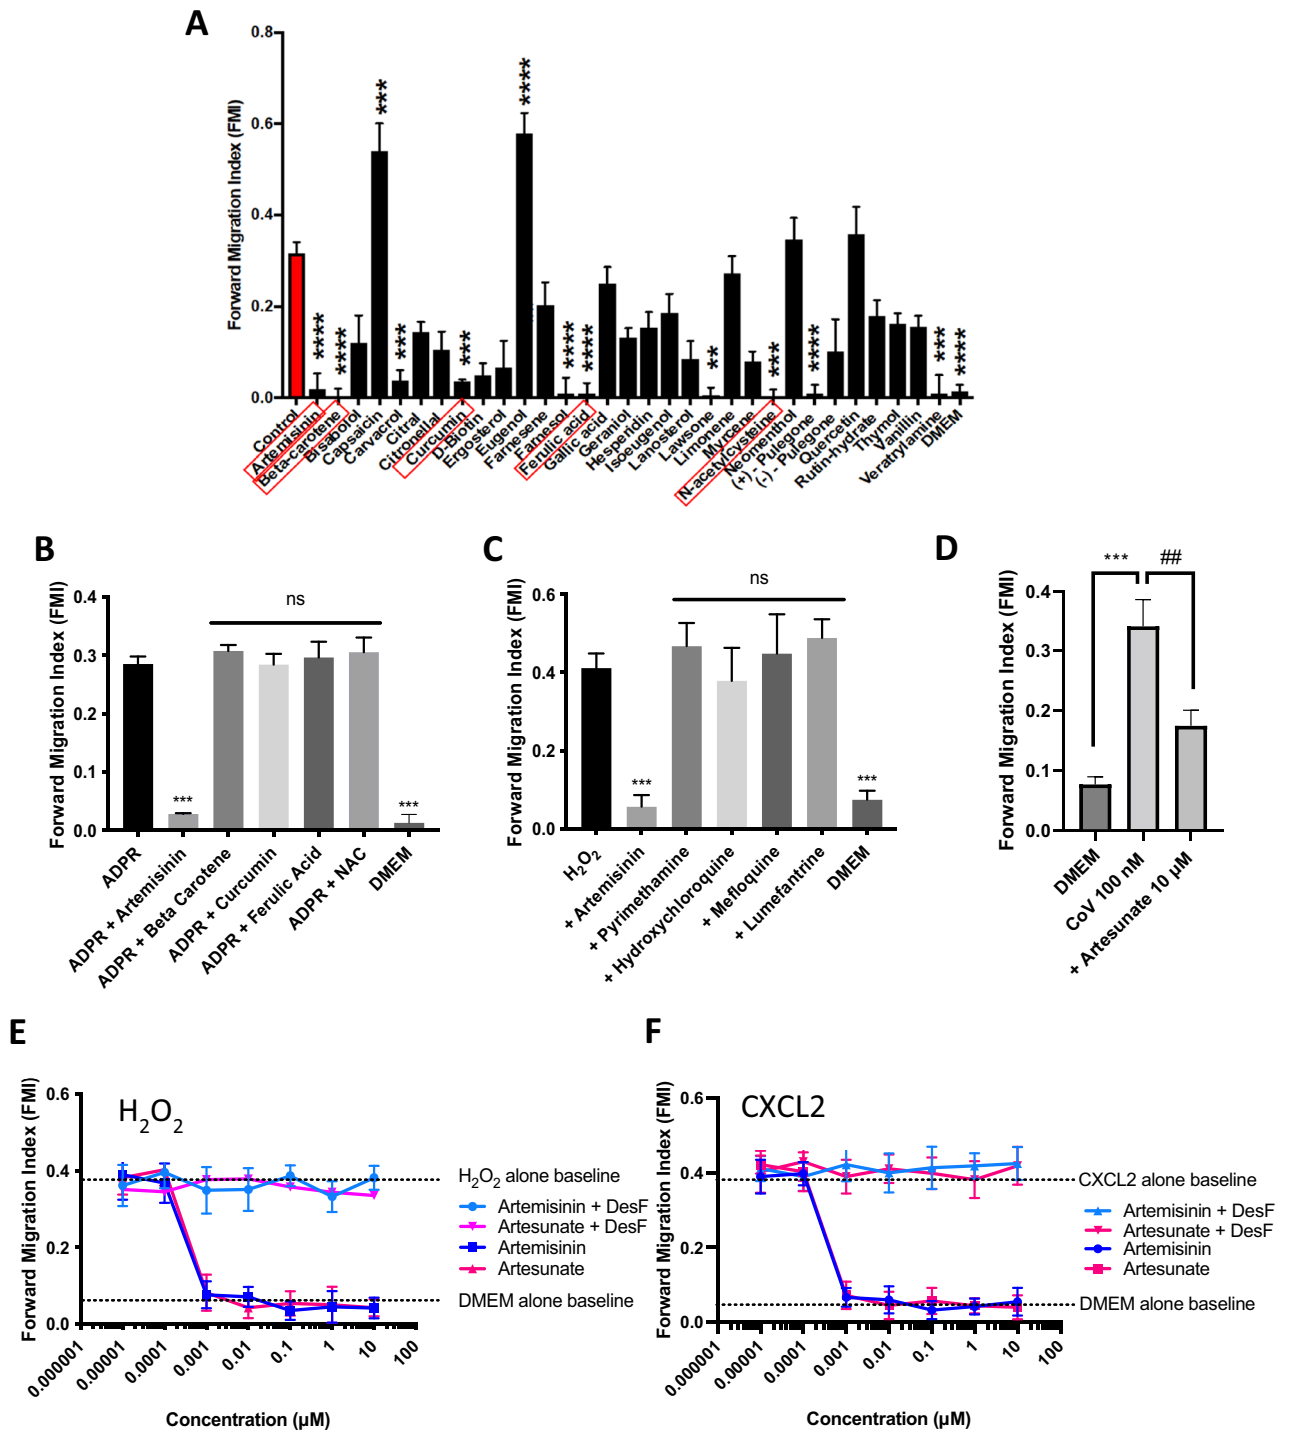 A
0.8
0.6
0.4
0.2
0.0
Forward Migration Index (FMI)
****
****
***
***
***
****
****
****
**
***
****
***
****
Control
Artemisinin
Beta-carotene
Bisabolol
Capsaicin
Carvacrol
Citral
Citronellal
Curcumin
D-Biotin
Ergosterol
Eugenol
Farnesene
Farnesol
Ferulic acid
Gallic acid
Geraniol
Hesperidin
Isoeugenol
Lanosterol
Lawsone
Limonene
Myrcene
N-acetylcysteine
Neomenthol
(+) - Pulegone
(-) - Pulegone
Quercetin
Rutin-hydrate
Thymol
Vanillin
Veratrylamine
DMEM
B
Forward Migration Index (FMI)
0.4
0.3
0.2
0.1
0.0
ns
***
***
ADPR
ADPR + Artemisinin
ADPR + Beta Carotene
ADPR + Curcumin
ADPR + Ferulic Acid
ADPR + NAC
DMEM
C
Forward Migration Index (FMI)
0.6
0.4
0.2
0.0
ns
***
***
H2O2
+ Artemisinin
+ Pyrimethamine
+ Hydroxychloroquine
+ Mefloquine
+ Lumefantrine
DMEM
D
Forward Migration Index (FMI)
0.4
0.3
0.2
0.1
0.0
***
##
DMEM
CoV 100 nM
+ Artesunate 10 µM
E
Forward Migration Index (FMI)
0.6
0.4
0.2
0.0
H2O2
H2O2 alone baseline
Artemisinin + DesF
Artesunate + DesF
Artemisinin
Artesunate
DMEM alone baseline
0.000001
0.00001
0.0001
0.001
0.01
0.1
1
10
100
Concentration (µM)
F
Forward Migration Index (FMI)
0.6
0.4
0.2
0.0
CXCL2
CXCL2 alone baseline
Artemisinin + DesF
Artesunate + DesF
Artemisinin
Artesunate
DMEM alone baseline
0.000001
0.00001
0.0001
0.001
0.01
0.1
1
10
100
Concentration (µM)